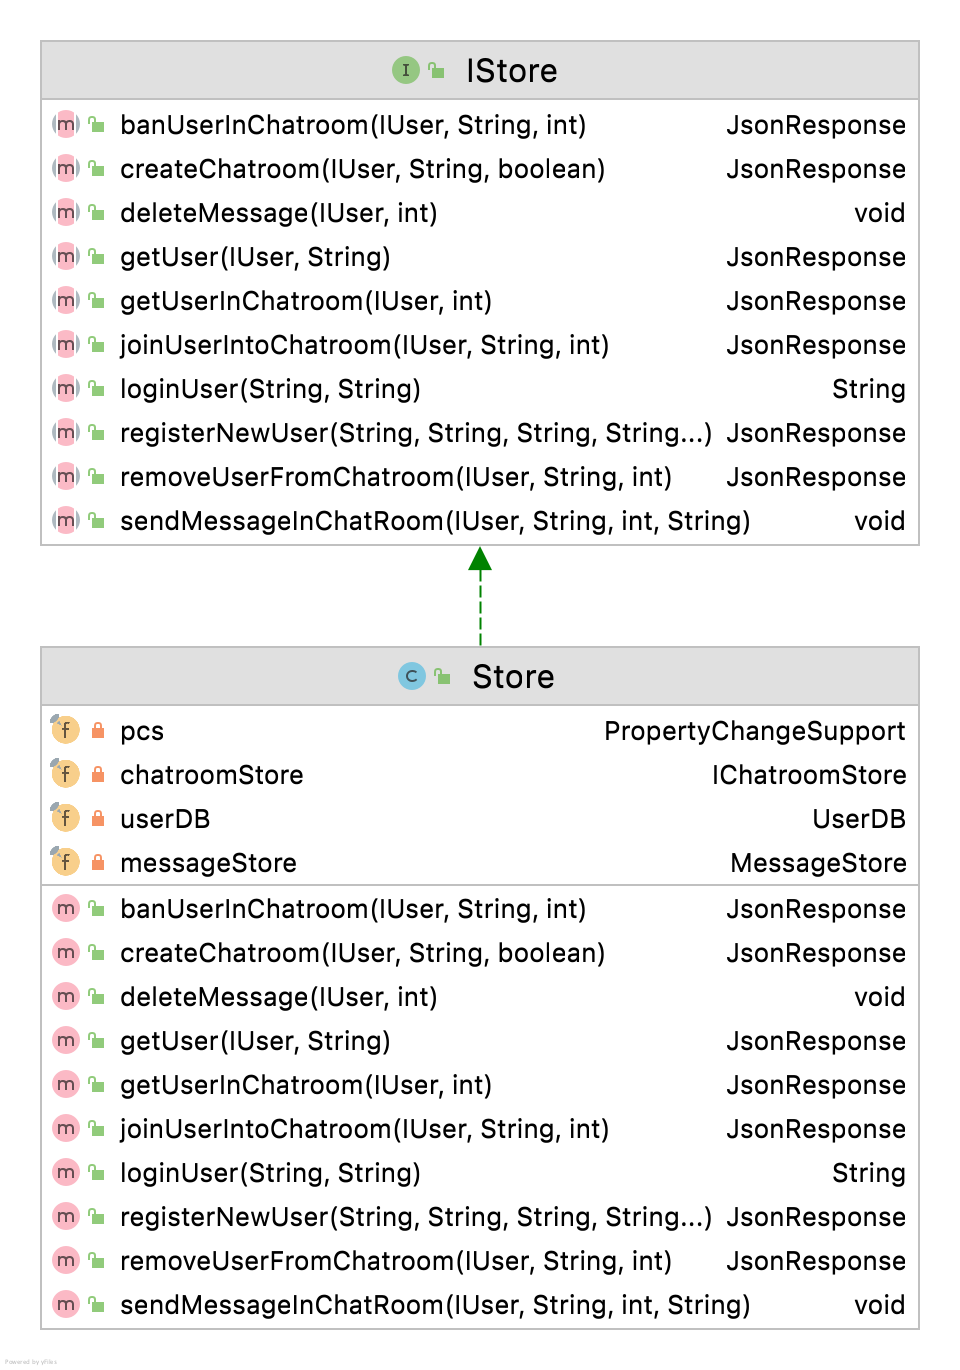 I IStore
m banUserInChatroom(IUser, String, int) JsonResponse
m createChatroom(IUser, String, boolean) JsonResponse
m deleteMessage(IUser, int) void
m getUser(IUser, String) JsonResponse
m getUserInChatroom(IUser, int) JsonResponse
m joinUserIntoChatroom(IUser, String, int) JsonResponse
m loginUser(String, String) String
m registerNewUser(String, String, String, String...) JsonResponse
m removeUserFromChatroom(IUser, String, int) JsonResponse
m sendMessageInChatRoom(IUser, String, int, String) void
C Store
f pcs PropertyChangeSupport
f chatroomStore IChatroomStore
f userDB UserDB
f messageStore MessageStore
m banUserInChatroom(IUser, String, int) JsonResponse
m createChatroom(IUser, String, boolean) JsonResponse
m deleteMessage(IUser, int) void
m getUser(IUser, String) JsonResponse
m getUserInChatroom(IUser, int) JsonResponse
m joinUserIntoChatroom(IUser, String, int) JsonResponse
m loginUser(String, String) String
m registerNewUser(String, String, String, String...) JsonResponse
m removeUserFromChatroom(IUser, String, int) JsonResponse
m sendMessageInChatRoom(IUser, String, int, String) void
Powered by yFiles